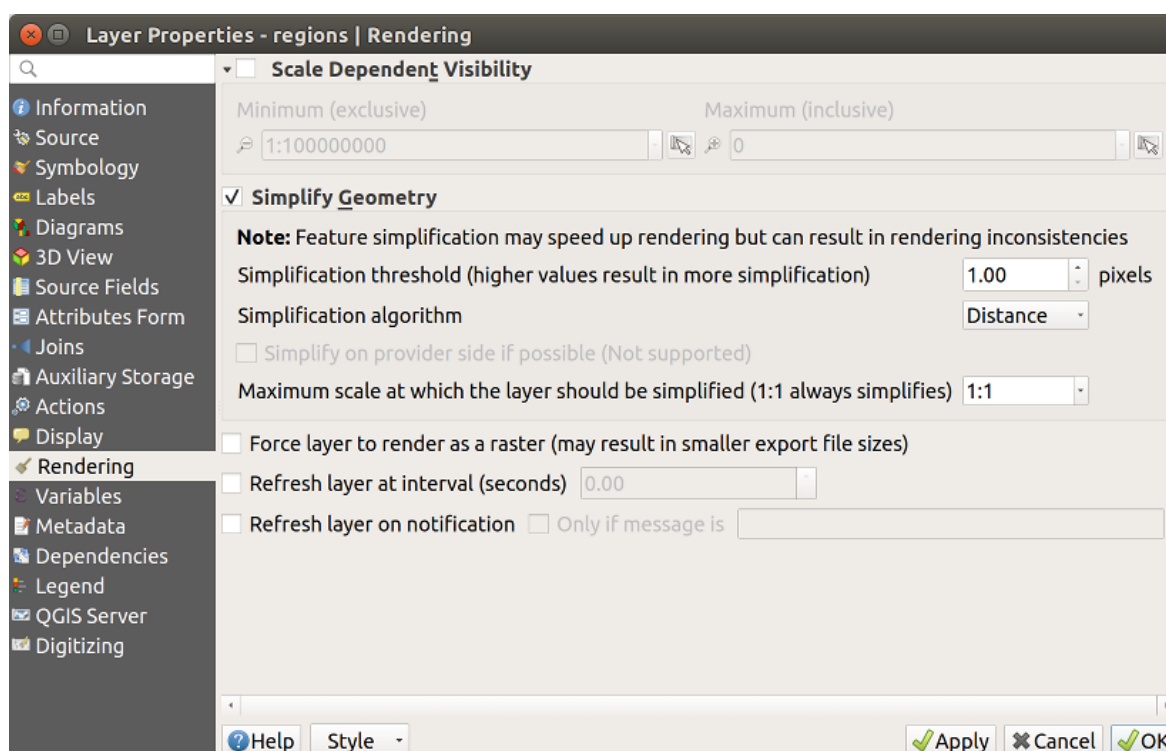 Layer Properties - regions | Rendering
Information
Source
Symbology
Labels
Diagrams
3D View
Source Fields
Attributes Form
Joins
Auxiliary Storage
Actions
Display
Rendering
Variables
Metadata
Dependencies
Legend
QGIS Server
Digitizing
Scale Dependent Visibility
Minimum (exclusive) Maximum (inclusive)
1:100000000 0
Simplify Geometry
Note: Feature simplification may speed up rendering but can result in rendering inconsistencies
Simplification threshold (higher values result in more simplification) 1.00 pixels
Simplification algorithm Distance
Simplify on provider side if possible (Not supported)
Maximum scale at which the layer should be simplified (1:1 always simplifies) 1:1
Force layer to render as a raster (may result in smaller export file sizes)
Refresh layer at interval (seconds) 0.00
Refresh layer on notification Only if message is
Help Style Apply Cancel OK